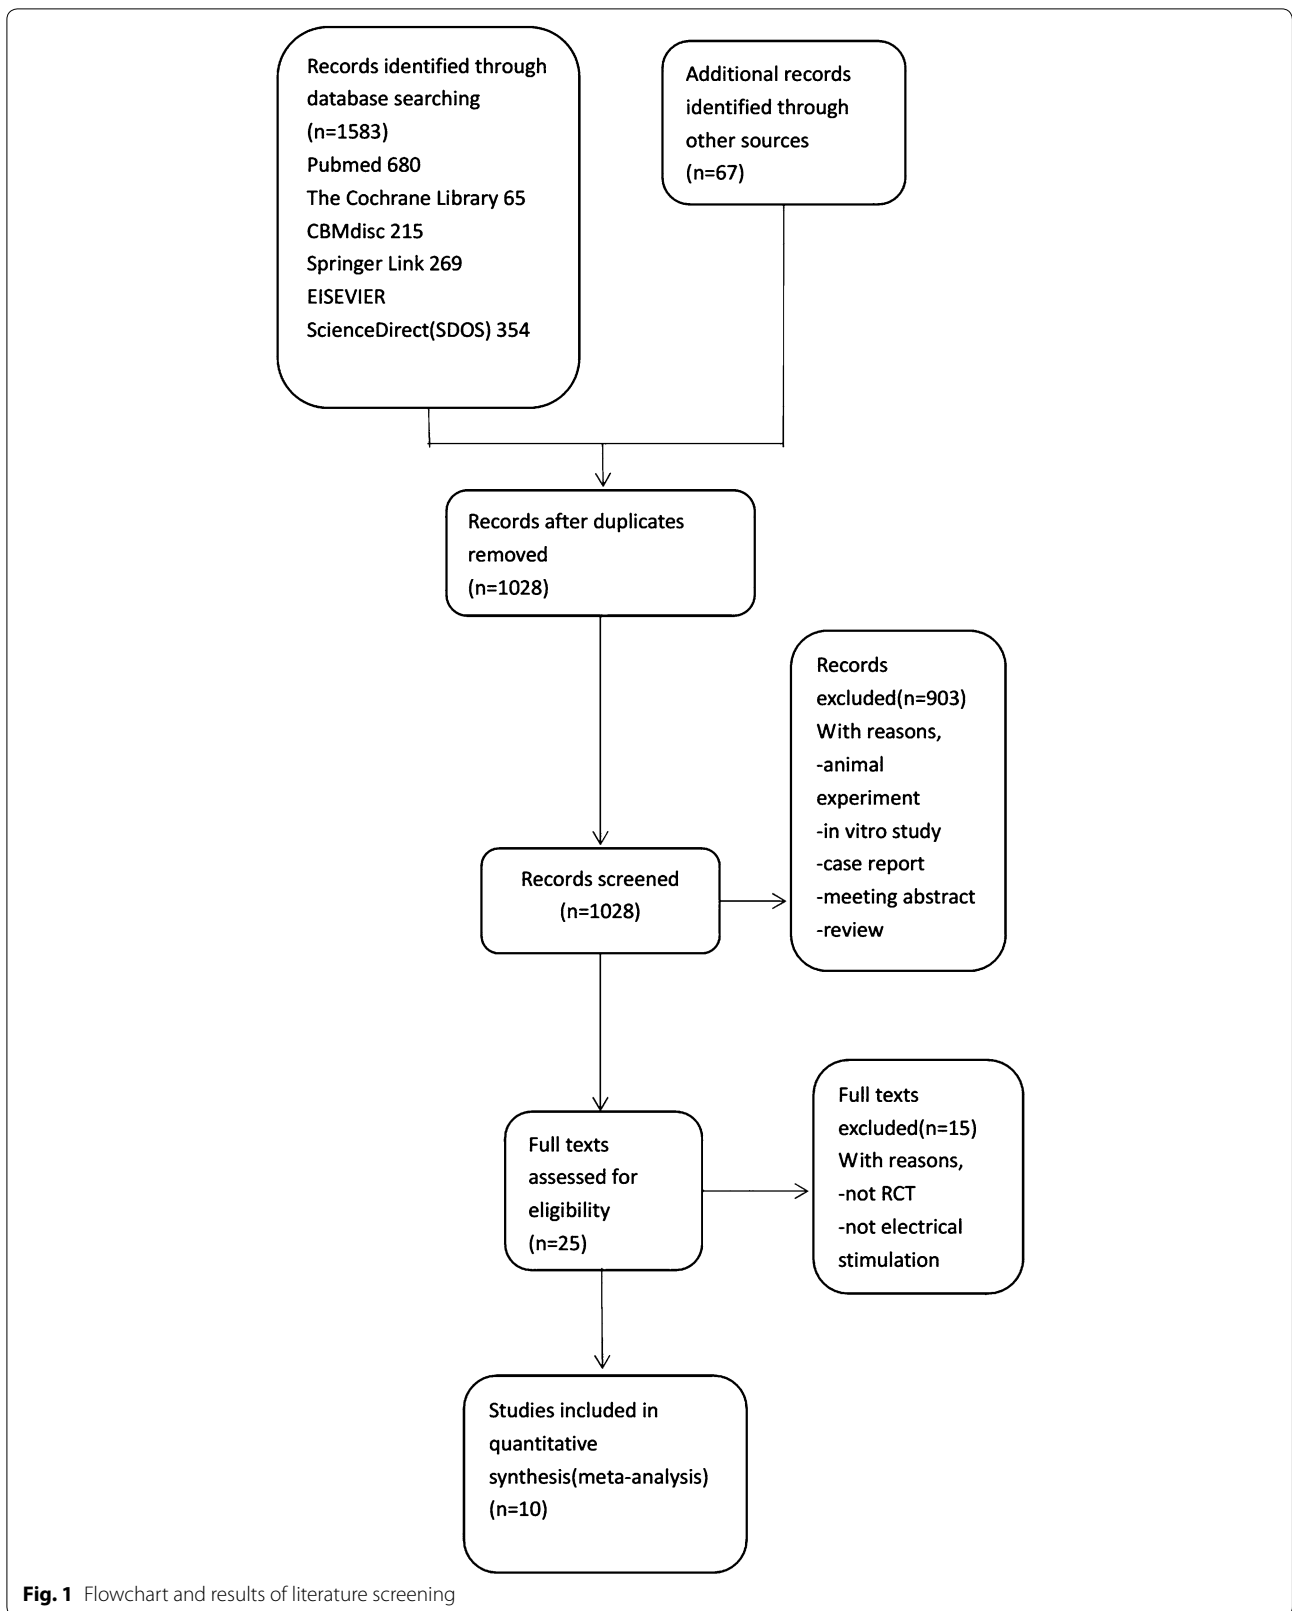 Records identified through
database searching
(n=1583)
Pubmed 680
The Cochrane Library 65
CBMdisc 215
Springer Link 269
EISEVIER
ScienceDirect(SDOS) 354
Additional records
identified through
other sources
(n=67)
Records after duplicates
removed
(n=1028)
Records
excluded(n=903)
With reasons,
-animal
experiment
-in vitro study
-case report
-meeting abstract
-review
Records screened
(n=1028)
Full texts
excluded(n=15)
With reasons,
-not RCT
-not electrical
stimulation
Full texts
assessed for
eligibility
(n=25)
Studies included in
quantitative
synthesis(meta-analysis)
(n=10)
Fig. 1 Flowchart and results of literature screening